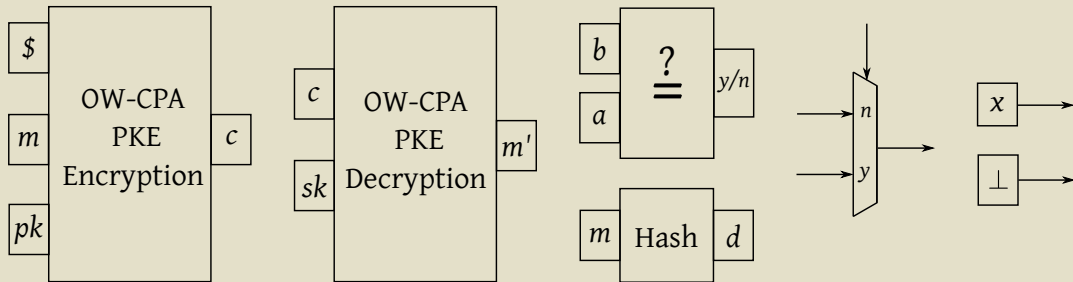 $
m
pk
OW-CPA
PKE
Encryption
c
c
sk
OW-CPA
PKE
Decryption
m'
b
a
?
=
y/n
m
Hash
d
n
y
x
⊥